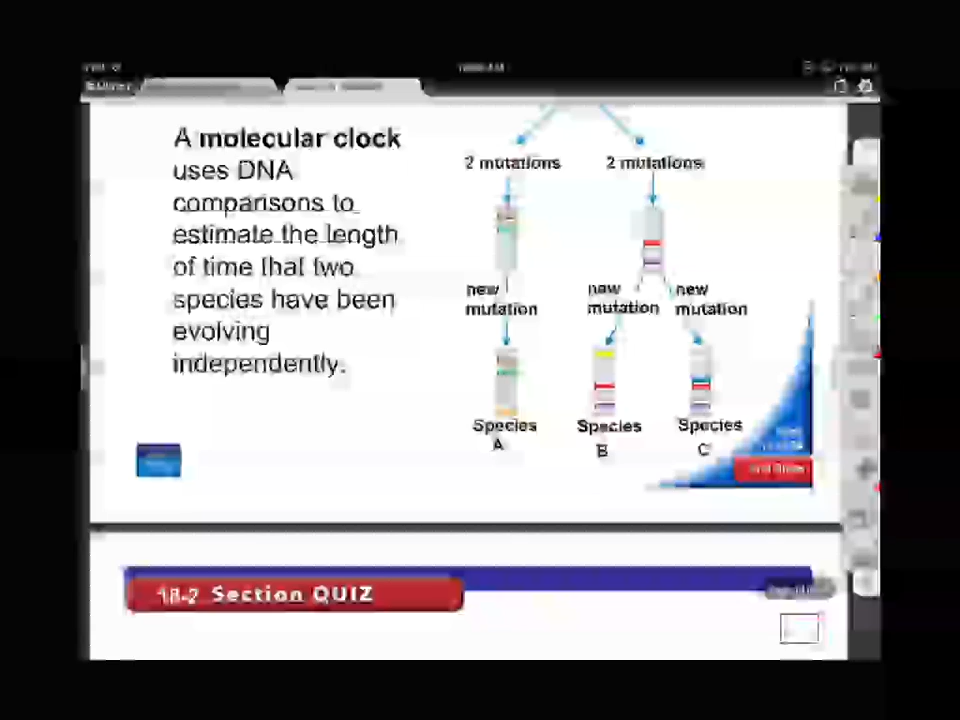 A molecular clock
uses DNA
comparisons to
estimate the length
of time that two
species have been
evolving
independently.
2 mutations 2 mutations
new mutation new mutation new mutation
Species A Species B Species C
18-2 Section QUIZ